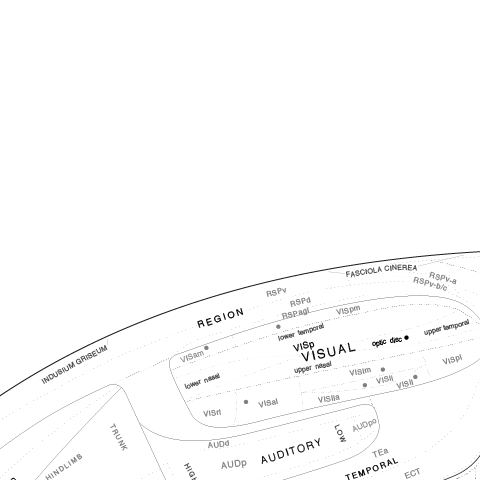 FASCIOLA CINEREA
RSPv-a
RSPv-b/c
RSPv
RSPd
RSPagl
VISpm
REGION
lower temporal
upper temporal
VISp
VISUAL
optic disc
VISam
INDUSIUM GRISEUM
lower nasal
upper nasal
VISpl
VISlm
VISli
VISll
VISlla
VISal
VISrl
TRUNK
HINDLIMB
AUDd
AUDp
AUDITORY
LOW
AUDpo
HIGH
TEa
TEMPORAL
ECT